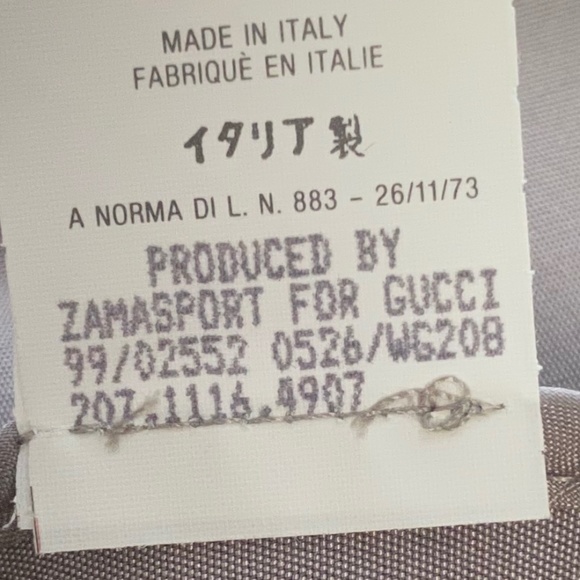 MADE IN ITALY
FABRIQUÈ EN ITALIE
イタリア製
A NORMA DI L. N. 883 - 26/11/73
PRODUCED BY
ZAMASPORT FOR GUCCI
99/02552 0526/WG208
207.1116.4907